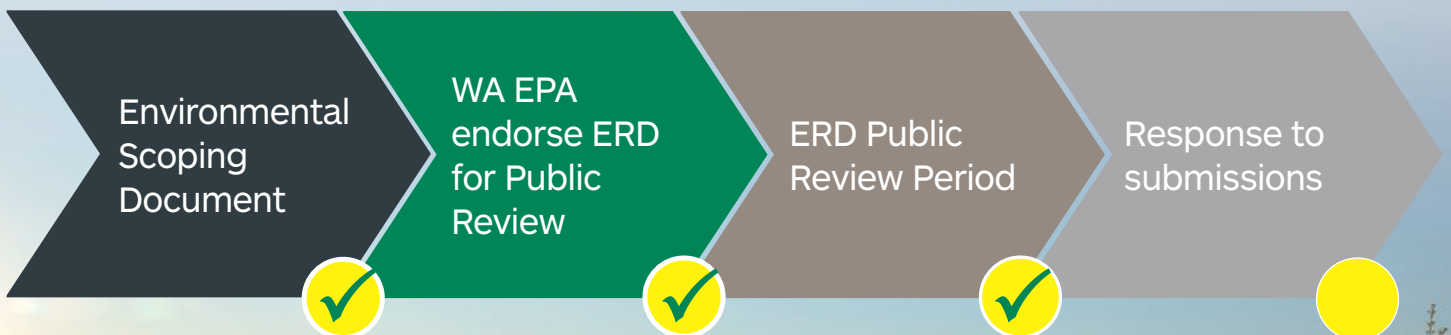 Environmental
Scoping
Document
WA EPA
endorse ERD
for Public
Review
ERD Public
Review Period
Response to
submissions